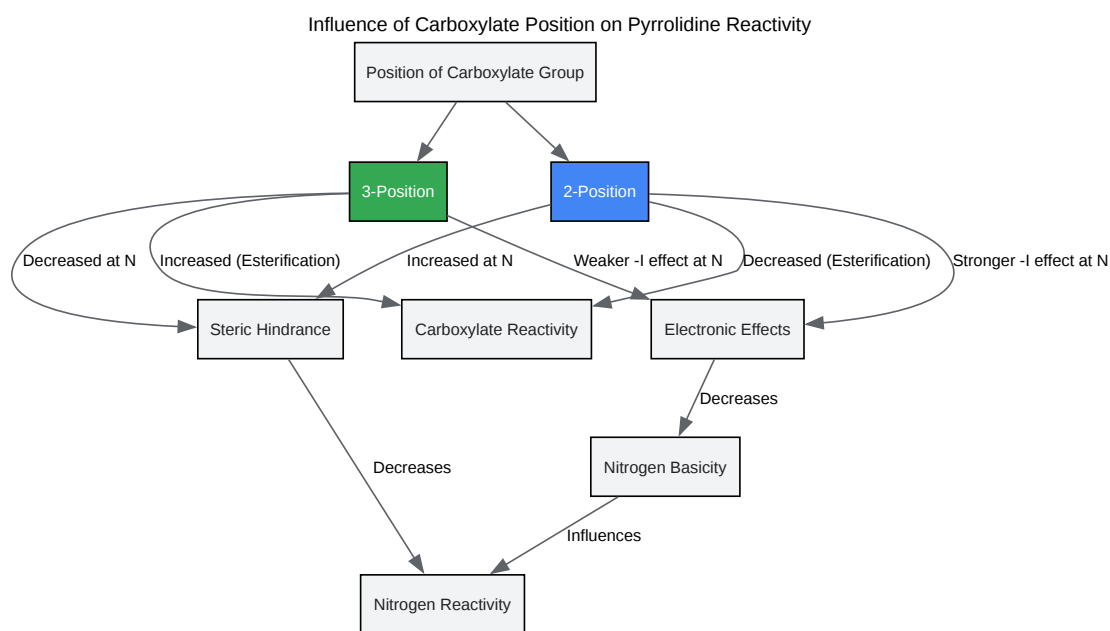 Influence of Carboxylate Position on Pyrrolidine Reactivity
Position of Carboxylate Group
3-Position
2-Position
Decreased at N
Increased (Esterification)
Increased at N
Weaker -I effect at N
Decreased (Esterification)
Stronger -I effect at N
Steric Hindrance
Carboxylate Reactivity
Electronic Effects
Decreases
Nitrogen Basicity
Decreases
Influences
Nitrogen Reactivity